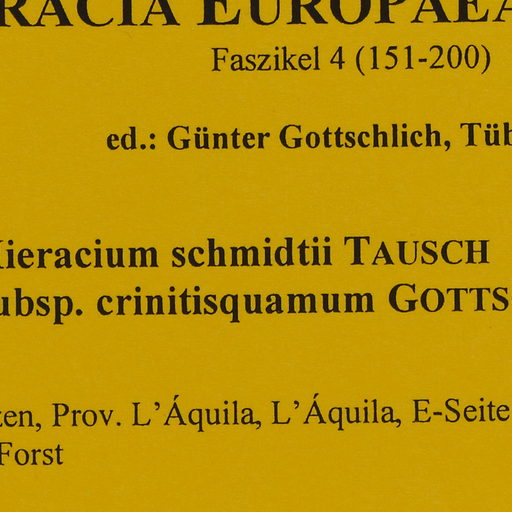 RACIA EUROPAEA
Faszikel 4 (151-200)
ed.: Günter Gottschlich, Tüb
Hieracium schmidtii TAUSCH
ubsp. crinitisquamum GOTTS
zen, Prov. L'Áquila, L'Áquila, E-Seite
Forst